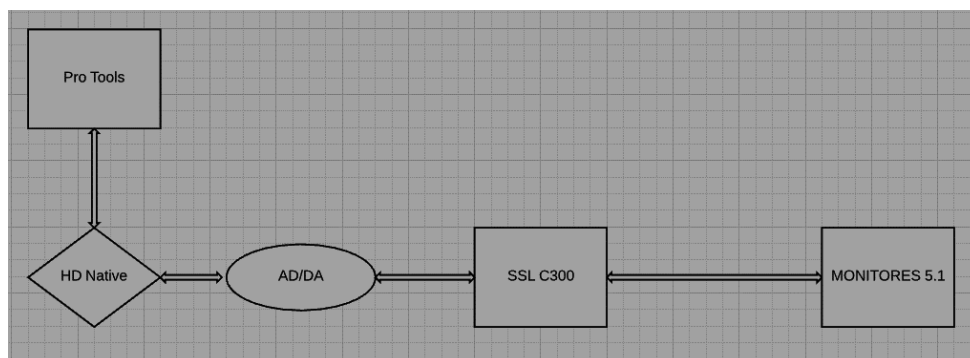 Pro Tools
HD Native
AD/DA
SSL C300
MONITORES 5.1